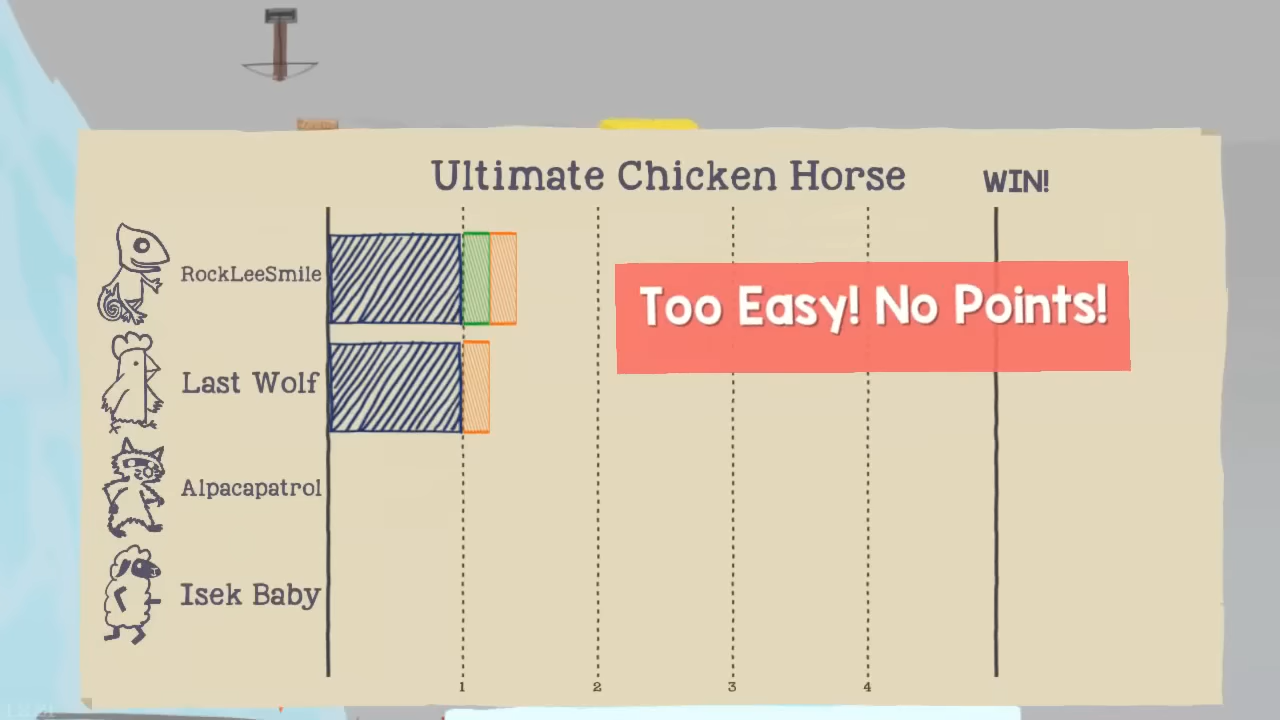 Ultimate Chicken Horse
WIN!
RockLeeSmile
Too Easy! No Points!
Last Wolf
Alpacapatrol
Isek Baby
1 2 3 4